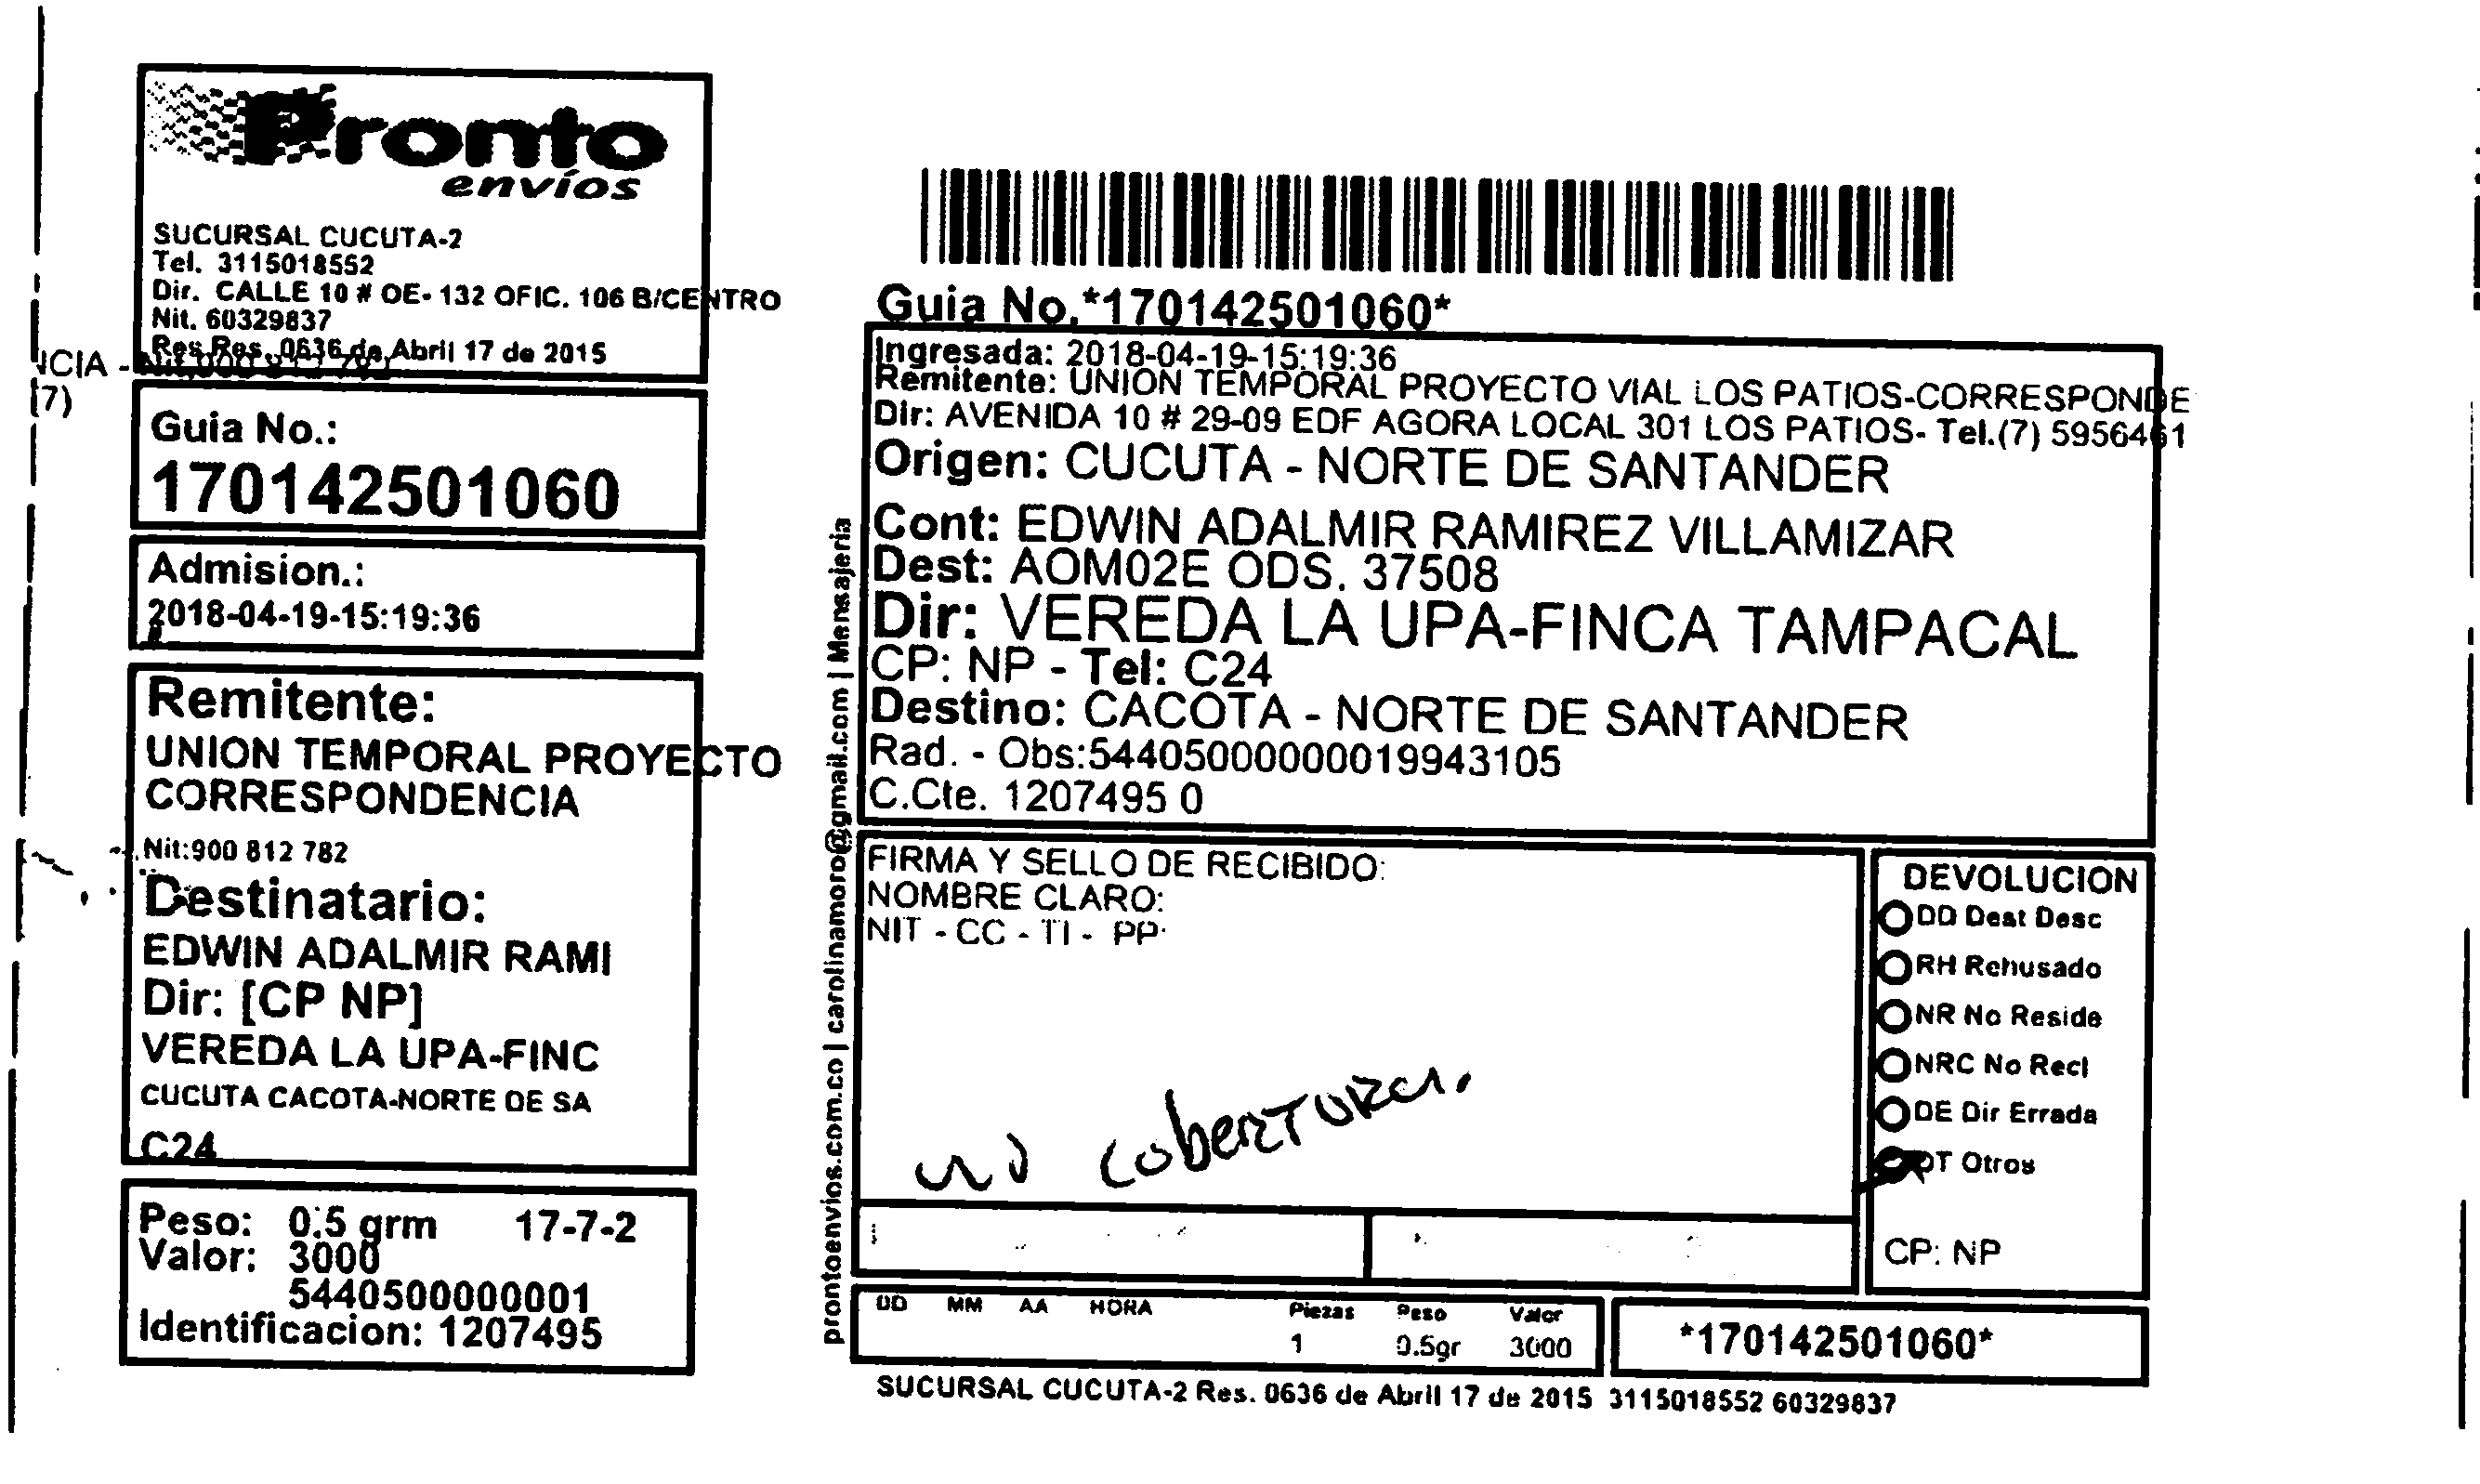 Pronto
envíos
SUCURSAL CUCUTA-2
Tel. 3115018552
Dir. CALLE 10 # OE- 132 OFIC. 106 B/CENTRO
Nit. 60329837
Res Res. 0636 de Abril 17 de 2015
Guia No.:
170142501060
Admision.:
2018-04-19-15:19:36
Remitente:
UNION TEMPORAL PROYECTO
CORRESPONDENCIA
Nit:900 812 782
Destinatario:
EDWIN ADALMIR RAMI
Dir: [CP NP]
VEREDA LA UPA-FINC
CUCUTA CACOTA-NORTE DE SA
C24
Peso: 0.5 grm 17-7-2
Valor: 3000
5440500000001
Identificacion: 1207495
prontoenvios.com.co | carolinamoro@gmail.com | Mensajeria
Guia No.*170142501060*
Ingresada: 2018-04-19-15:19:36
Remitente: UNION TEMPORAL PROYECTO VIAL LOS PATIOS-CORRESPONDE
Dir: AVENIDA 10 # 29-09 EDF AGORA LOCAL 301 LOS PATIOS- Tel.(7) 5956461
Origen: CUCUTA - NORTE DE SANTANDER
Cont: EDWIN ADALMIR RAMIREZ VILLAMIZAR
Dest: AOM02E ODS. 37508
Dir: VEREDA LA UPA-FINCA TAMPACAL
CP: NP - Tel: C24
Destino: CACOTA - NORTE DE SANTANDER
Rad. - Obs:544050000000019943105
C.Cte. 1207495 0
FIRMA Y SELLO DE RECIBIDO:
NOMBRE CLARO:
NIT - CC - TI - PP
no cobertura.
DEVOLUCION
DD Dest Desc
RH Rehusado
NR No Reside
NRC No Recl
DE Dir Errada
OT Otros
CP: NP
DD MM AA HORA Piezas Peso Valor
1 0.5gr 3000
*170142501060*
SUCURSAL CUCUTA-2 Res. 0636 de Abril 17 de 2015 3115018552 60329837